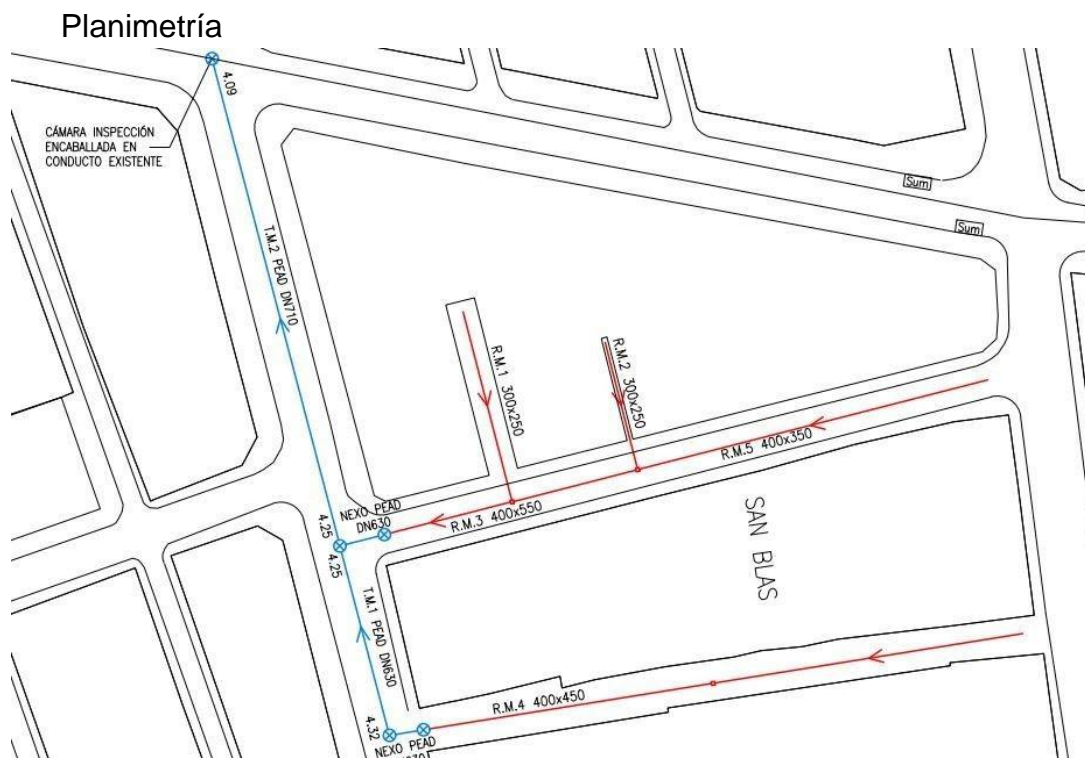 Planimetría
4.09
CÁMARA INSPECCIÓN
ENCABALLADA EN
CONDUCTO EXISTENTE
Sum
Sum
T.M.2 PEAD DN710
R.M.1 300x250
R.M.2 300x250
R.M.5 400x350
NEXO PEAD
DN630
R.M.3 400x550
4.25
4.25
SAN BLAS
T.M.1 PEAD DN630
R.M.4 400x450
4.32
NEXO PEAD